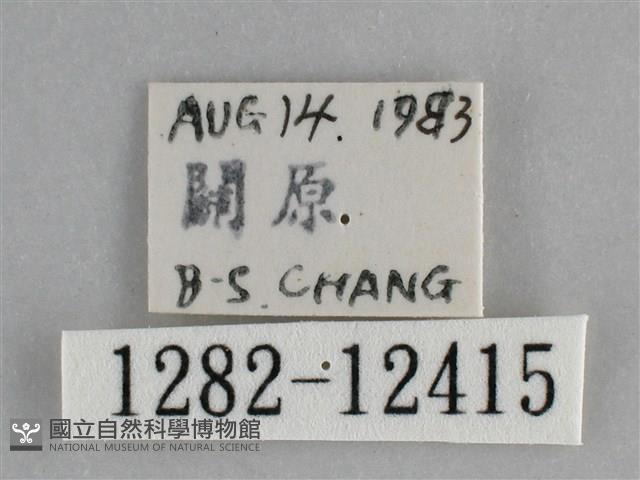 AUG 14. 1983
關原
B-S. CHANG
1282-12415
國立自然科學博物館
NATIONAL MUSEUM OF NATURAL SCIENCE